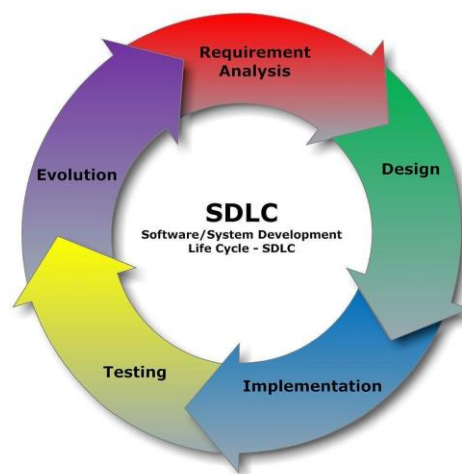 Requirement
Analysis
Design
Implementation
Testing
Evolution
SDLC
Software/System Development
Life Cycle - SDLC